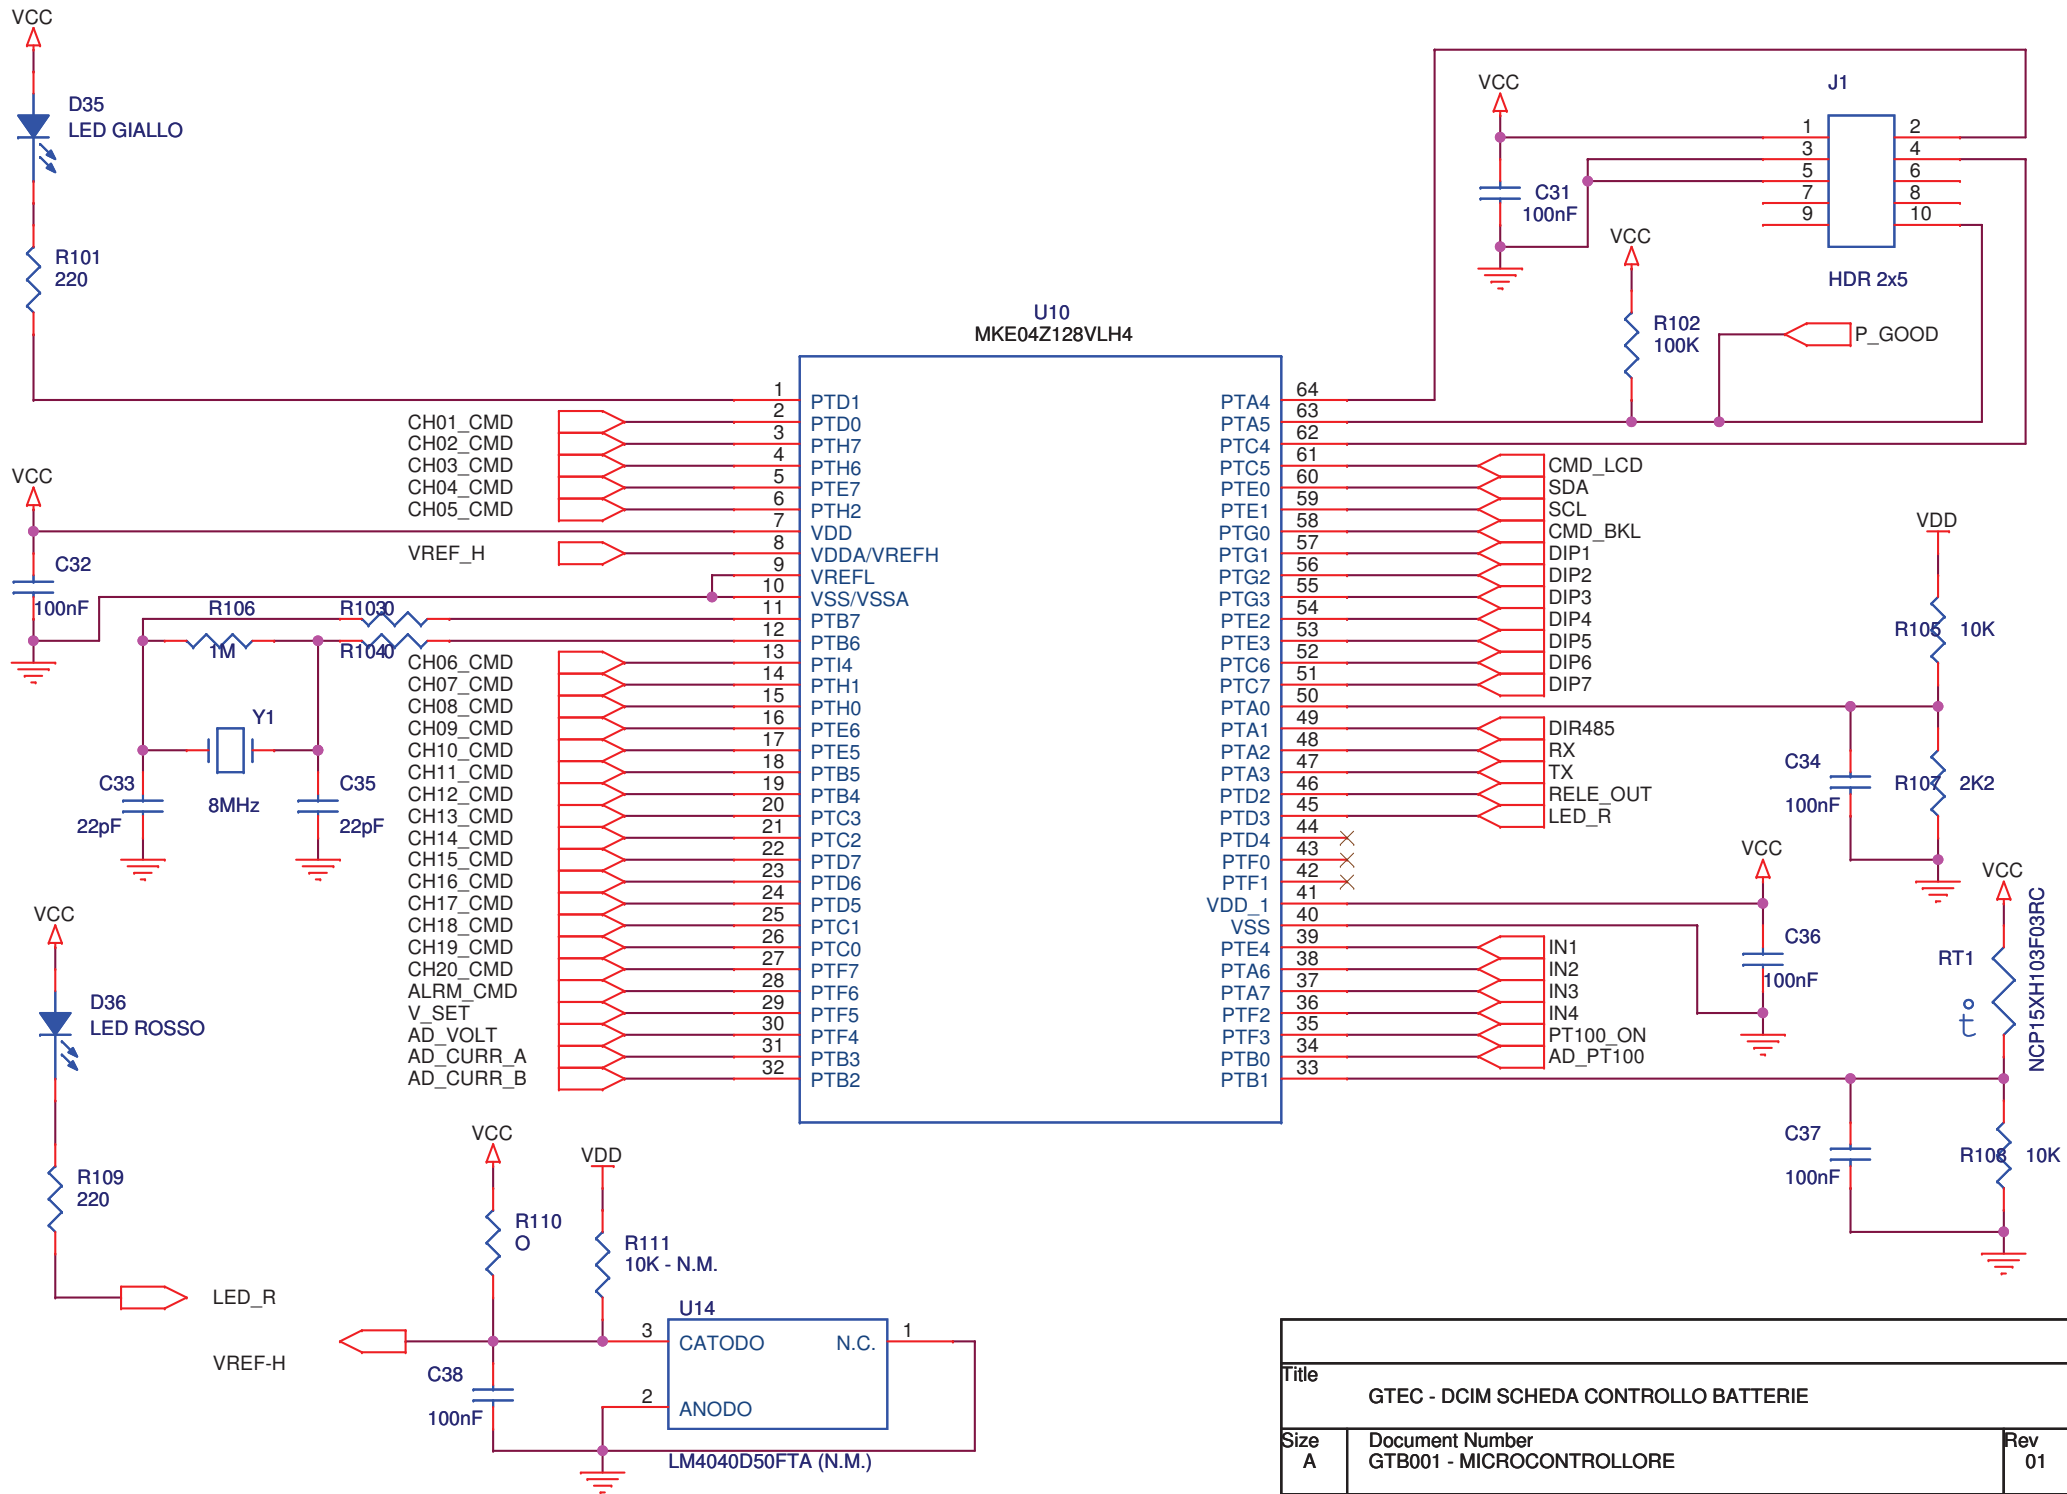 VCC
D35
LED GIALLO
R101
220
VCC
C32
100nF
R106
1M
R103
0
R104
0
Y1
8MHz
C33
22pF
C35
22pF
VCC
D36
LED ROSSO
R109
220
LED_R
CH01_CMD
CH02_CMD
CH03_CMD
CH04_CMD
CH05_CMD
VREF_H
CH06_CMD
CH07_CMD
CH08_CMD
CH09_CMD
CH10_CMD
CH11_CMD
CH12_CMD
CH13_CMD
CH14_CMD
CH15_CMD
CH16_CMD
CH17_CMD
CH18_CMD
CH19_CMD
CH20_CMD
ALRM_CMD
V_SET
AD_VOLT
AD_CURR_A
AD_CURR_B
U10
MKE04Z128VLH4
1 PTD1
2 PTD0
3 PTH7
4 PTH6
5 PTE7
6 PTH2
7 VDD
8 VDDA/VREFH
9 VREFL
10 VSS/VSSA
11 PTB7
12 PTB6
13 PTI4
14 PTH1
15 PTH0
16 PTE6
17 PTE5
18 PTB5
19 PTB4
20 PTC3
21 PTC2
22 PTD7
23 PTD6
24 PTD5
25 PTC1
26 PTC0
27 PTF7
28 PTF6
29 PTF5
30 PTF4
31 PTB3
32 PTB2
PTA4 64
PTA5 63
PTC4 62
PTC5 61
PTE0 60
PTE1 59
PTG0 58
PTG1 57
PTG2 56
PTG3 55
PTE2 54
PTE3 53
PTC6 52
PTC7 51
PTA0 50
PTA1 49
PTA2 48
PTA3 47
PTD2 46
PTD3 45
PTD4 44
PTF0 43
PTF1 42
VDD_1 41
VSS 40
PTE4 39
PTA6 38
PTA7 37
PTF2 36
PTF3 35
PTB0 34
PTB1 33
CMD_LCD
SDA
SCL
CMD_BKL
DIP1
DIP2
DIP3
DIP4
DIP5
DIP6
DIP7
DIR485
RX
TX
RELE_OUT
LED_R
IN1
IN2
IN3
IN4
PT100_ON
AD_PT100
VCC
C31
100nF
J1
1 2
3 4
5 6
7 8
9 10
HDR 2x5
VCC
R102
100K
P_GOOD
VDD
R105 10K
C34
100nF
R107 2K2
VCC
C36
100nF
VCC
RT1
t°
NCP15XH103F03RC
C37
100nF
R108 10K
VCC
R110
O
VDD
R111
10K - N.M.
VREF-H
C38
100nF
U14
3 CATODO N.C. 1
2 ANODO
LM4040D50FTA (N.M.)
Title
GTEC - DCIM SCHEDA CONTROLLO BATTERIE
Size Document Number Rev
A GTB001 - MICROCONTROLLORE 01